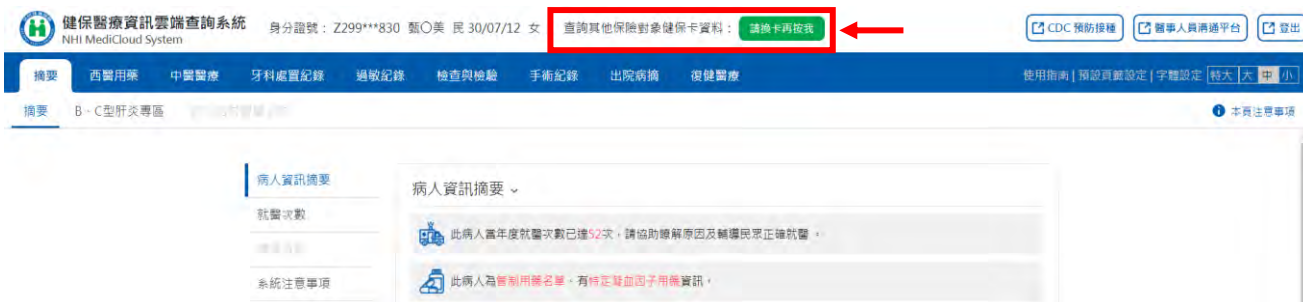 健保醫療資訊雲端查詢系統
NHI MediCloud System
身分證號：Z299***830 甄〇美 民 30/07/12 女
查詢其他保險對象健保卡資料：
請換卡再按我
CDC 預防接種
醫事人員溝通平台
登出
摘要 西醫用藥 中醫醫療 牙科處置紀錄 過敏紀錄 檢查與檢驗 手術紀錄 出院病摘 復健醫療
使用指南 | 預設頁籤設定 | 字體設定 特大 大 中 小
摘要 B、C型肝炎專區
本頁注意事項
病人資訊摘要
就醫次數
系統注意事項
病人資訊摘要
此病人當年度就醫次數已達52次，請協助瞭解原因及輔導民眾正確就醫。
此病人為管制用藥名單，有特定凝血因子用藥資訊，